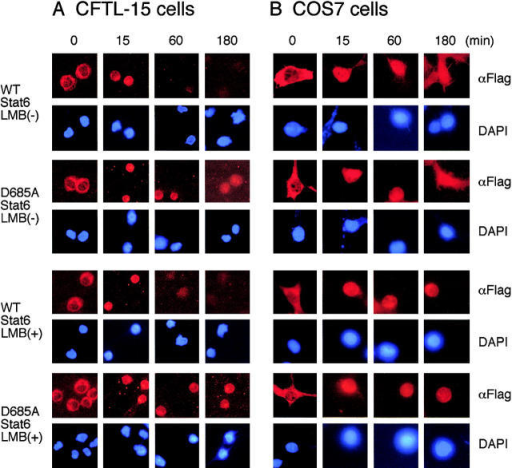 A CFTL-15 cells
B COS7 cells
0 15 60 180
0 15 60 180 (min)
WT
Stat6
LMB(-)
αFlag
DAPI
D685A
Stat6
LMB(-)
αFlag
DAPI
WT
Stat6
LMB(+)
αFlag
DAPI
D685A
Stat6
LMB(+)
αFlag
DAPI